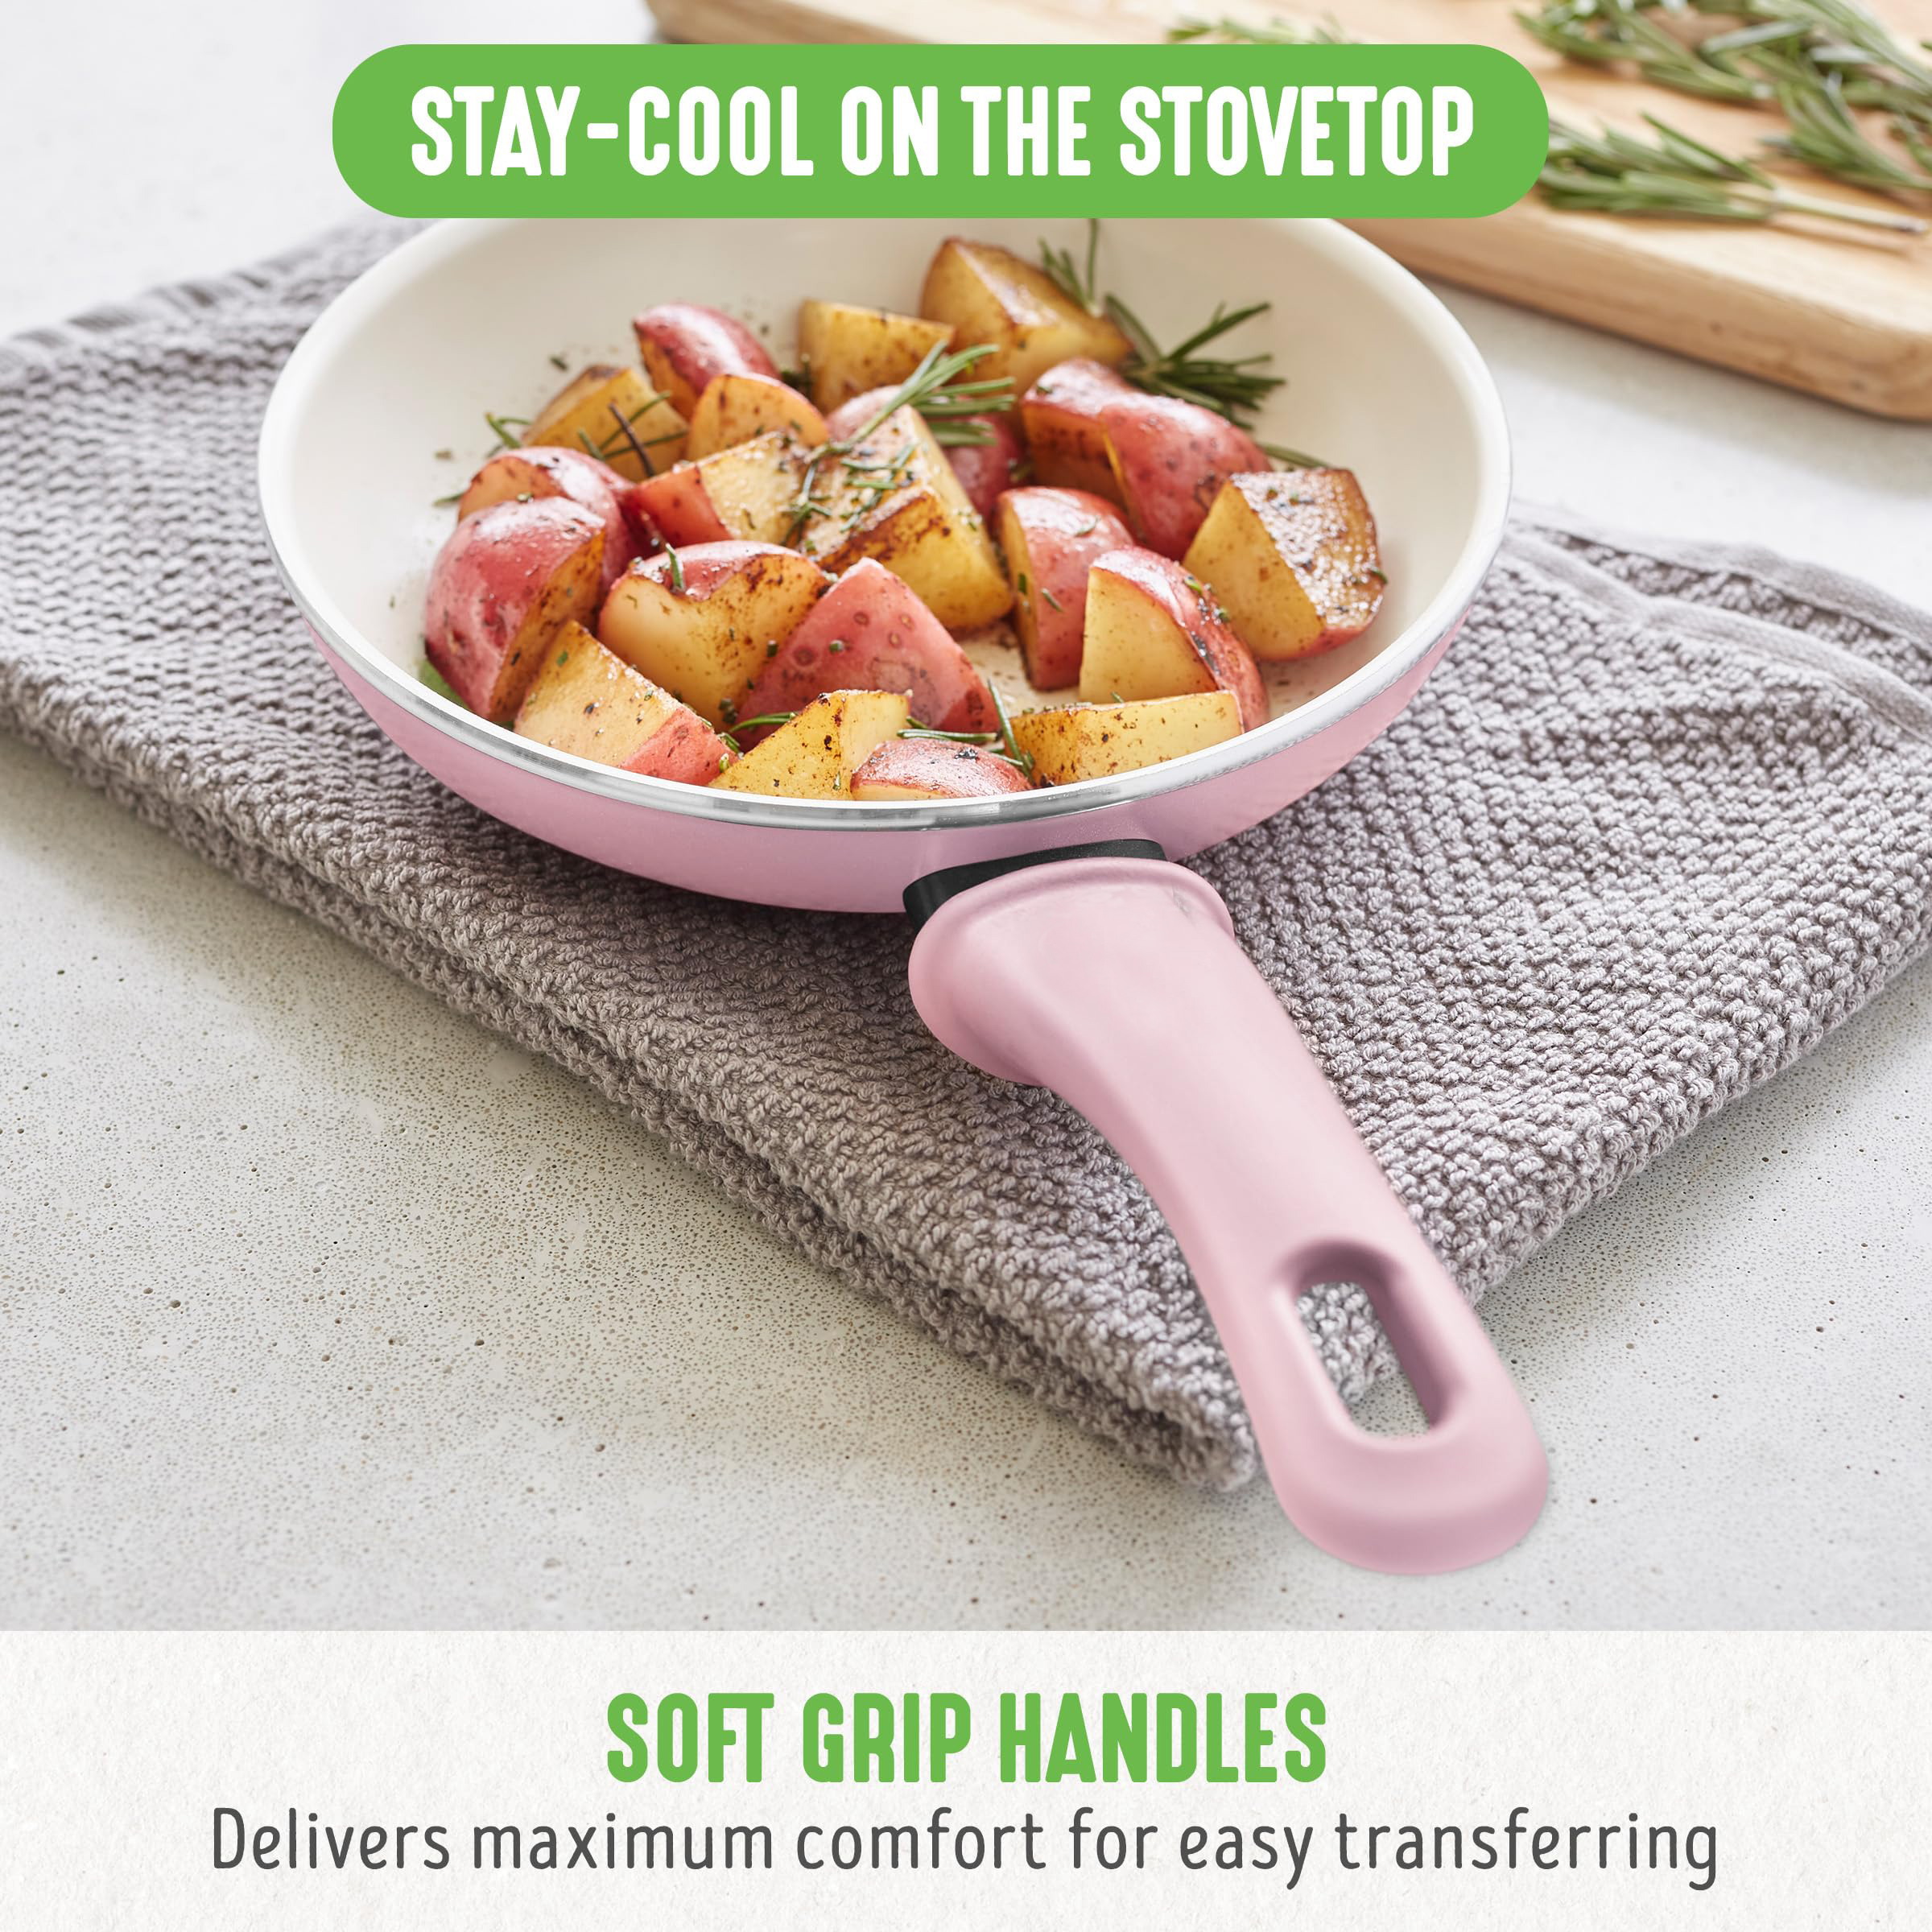 STAY-COOL ON THE STOVETOP
SOFT GRIP HANDLES
Delivers maximum comfort for easy transferring